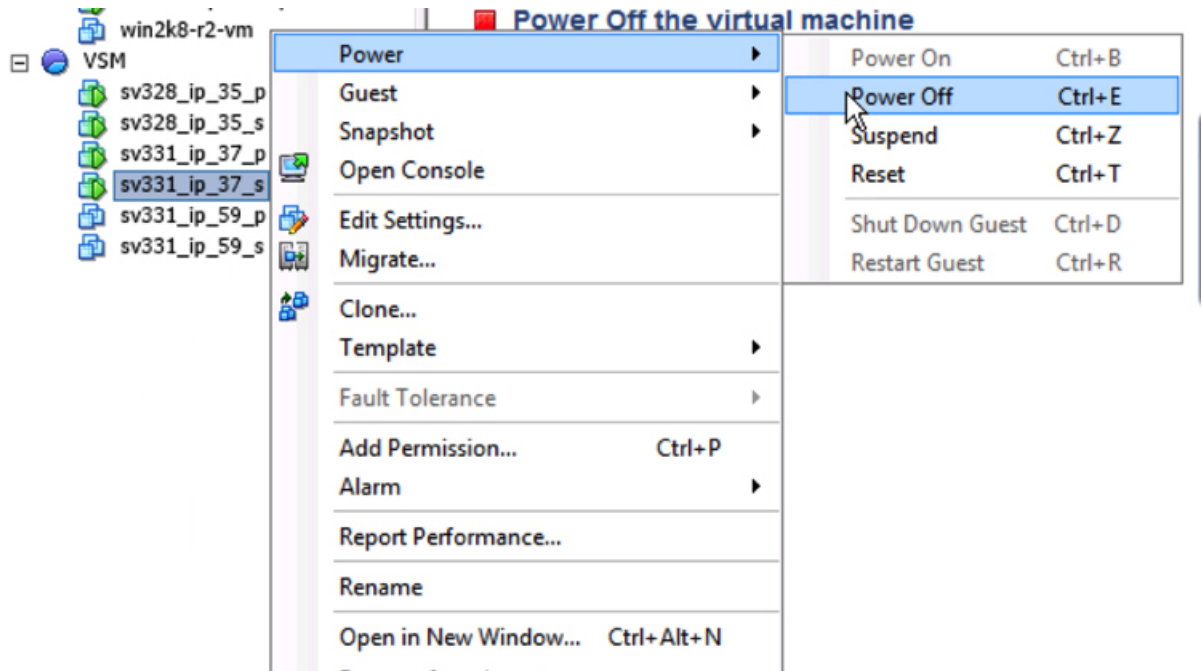 win2k8-r2-vm
Power Off the virtual machine
VSM
sv328_ip_35_p
sv328_ip_35_s
sv331_ip_37_p
sv331_ip_37_s
sv331_ip_59_p
sv331_ip_59_s
Power
Guest
Snapshot
Open Console
Edit Settings...
Migrate...
Clone...
Template
Fault Tolerance
Add Permission... Ctrl+P
Alarm
Report Performance...
Rename
Open in New Window... Ctrl+Alt+N
Power On Ctrl+B
Power Off Ctrl+E
Suspend Ctrl+Z
Reset Ctrl+T
Shut Down Guest Ctrl+D
Restart Guest Ctrl+R